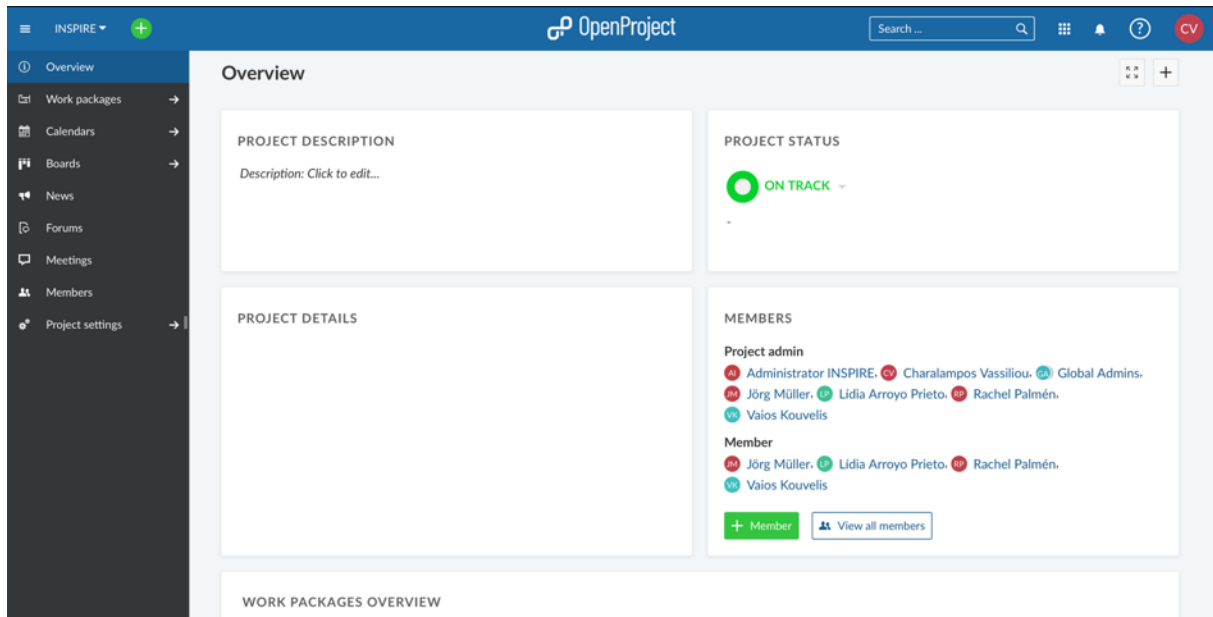 INSPIRE
OpenProject
Search ...
CV
Overview
Work packages
Calendars
Boards
News
Forums
Meetings
Members
Project settings
Overview
PROJECT DESCRIPTION
Description: Click to edit...
PROJECT STATUS
ON TRACK
-
PROJECT DETAILS
MEMBERS
Project admin
AI Administrator INSPIRE, CV Charalampos Vassiliou, GA Global Admins,
JM Jörg Müller, LP Lídia Arroyo Prieto, RP Rachel Palmén,
VK Vaios Kouvelis
Member
JM Jörg Müller, LP Lídia Arroyo Prieto, RP Rachel Palmén,
VK Vaios Kouvelis
+ Member
View all members
WORK PACKAGES OVERVIEW